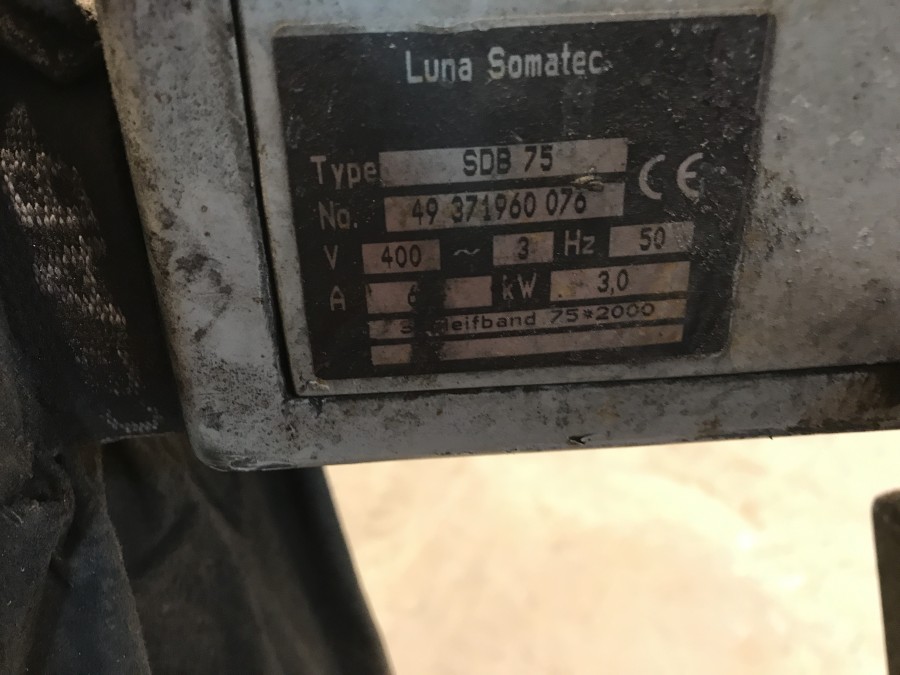 Luna Somatec
Type SDB 75
No. 49 371960 076
V 400 ~ 3 Hz 50
A 6 kW 3,0
75*2000
CE